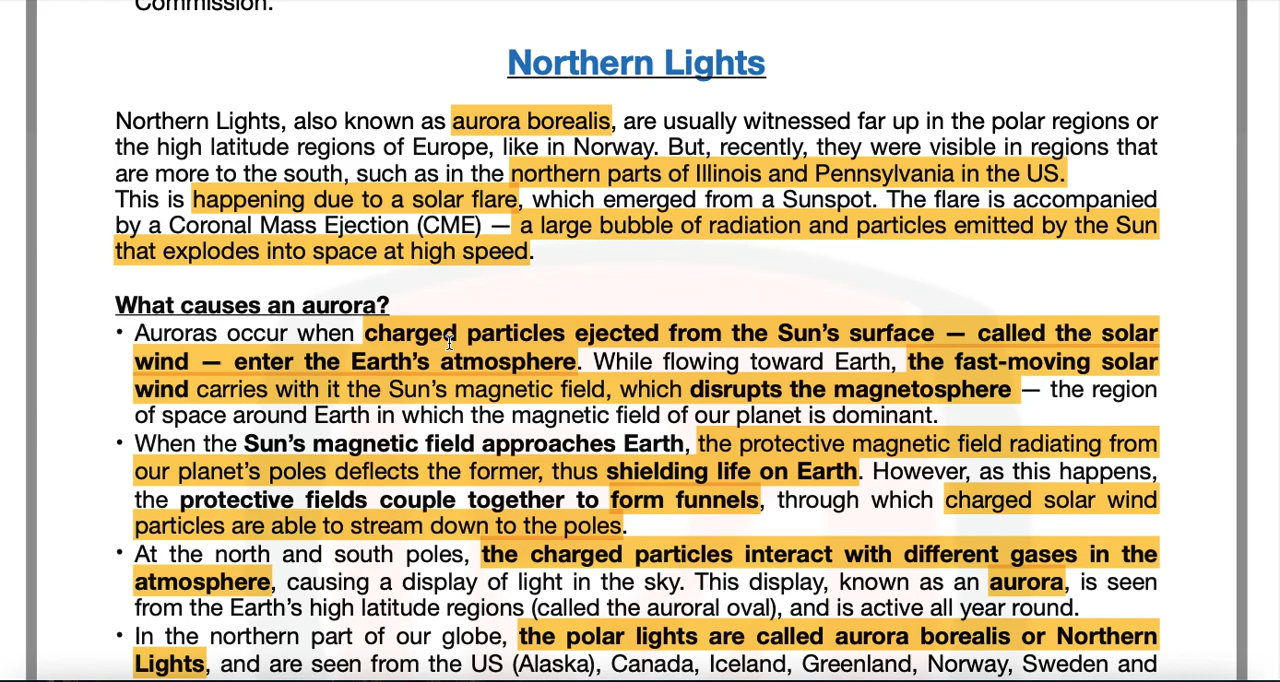 Commission.
Northern Lights
Northern Lights, also known as aurora borealis, are usually witnessed far up in the polar regions or
the high latitude regions of Europe, like in Norway. But, recently, they were visible in regions that
are more to the south, such as in the northern parts of Illinois and Pennsylvania in the US.
This is happening due to a solar flare, which emerged from a Sunspot. The flare is accompanied
by a Coronal Mass Ejection (CME) — a large bubble of radiation and particles emitted by the Sun
that explodes into space at high speed.
What causes an aurora?
• Auroras occur when charged particles ejected from the Sun's surface — called the solar
wind — enter the Earth's atmosphere. While flowing toward Earth, the fast-moving solar
wind carries with it the Sun's magnetic field, which disrupts the magnetosphere — the region
of space around Earth in which the magnetic field of our planet is dominant.
• When the Sun's magnetic field approaches Earth, the protective magnetic field radiating from
our planet's poles deflects the former, thus shielding life on Earth. However, as this happens,
the protective fields couple together to form funnels, through which charged solar wind
particles are able to stream down to the poles.
• At the north and south poles, the charged particles interact with different gases in the
atmosphere, causing a display of light in the sky. This display, known as an aurora, is seen
from the Earth's high latitude regions (called the auroral oval), and is active all year round.
• In the northern part of our globe, the polar lights are called aurora borealis or Northern
Lights, and are seen from the US (Alaska), Canada, Iceland, Greenland, Norway, Sweden and